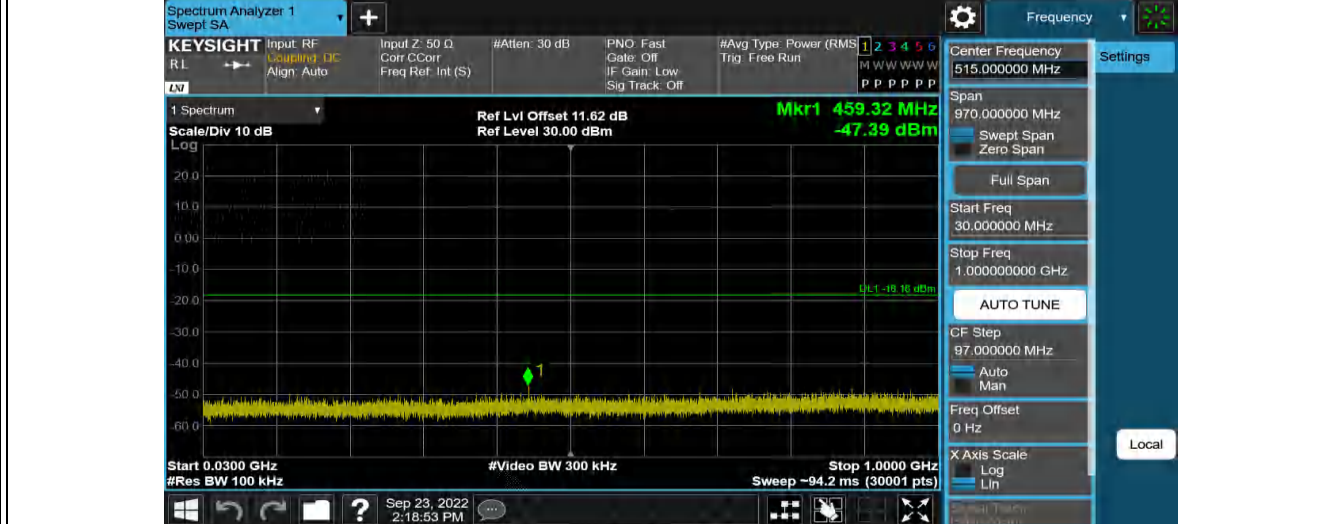 Spectrum Analyzer 1
Swept SA
Frequency
KEYSIGHT
RL
LXI
Input: RF
Coupling: DC
Align: Auto
Input Z: 50 Ω
Corr CCorr
Freq Ref: Int (S)
#Atten: 30 dB
PNO: Fast
Gate: Off
IF Gain: Low
Sig Track: Off
#Avg Type: Power (RMS
Trig: Free Run
1 2 3 4 5 6
M W W W W W
P P P P P P
1 Spectrum
Scale/Div 10 dB
Log
Ref Lvl Offset 11.62 dB
Ref Level 30.00 dBm
Mkr1 459.32 MHz
-47.39 dBm
20.0
10.0
0.00
-10.0
-20.0
-30.0
-40.0
-50.0
-60.0
1
Start 0.0300 GHz
#Res BW 100 kHz
#Video BW 300 kHz
Stop 1.0000 GHz
Sweep ~94.2 ms (30001 pts)
Sep 23, 2022
2:18:53 PM
Center Frequency
515.000000 MHz
Span
970.000000 MHz
Swept Span
Zero Span
Full Span
Start Freq
30.000000 MHz
Stop Freq
1.000000000 GHz
AUTO TUNE
CF Step
97.000000 MHz
Auto
Man
Freq Offset
0 Hz
X Axis Scale
Log
Lin
Settings
Local